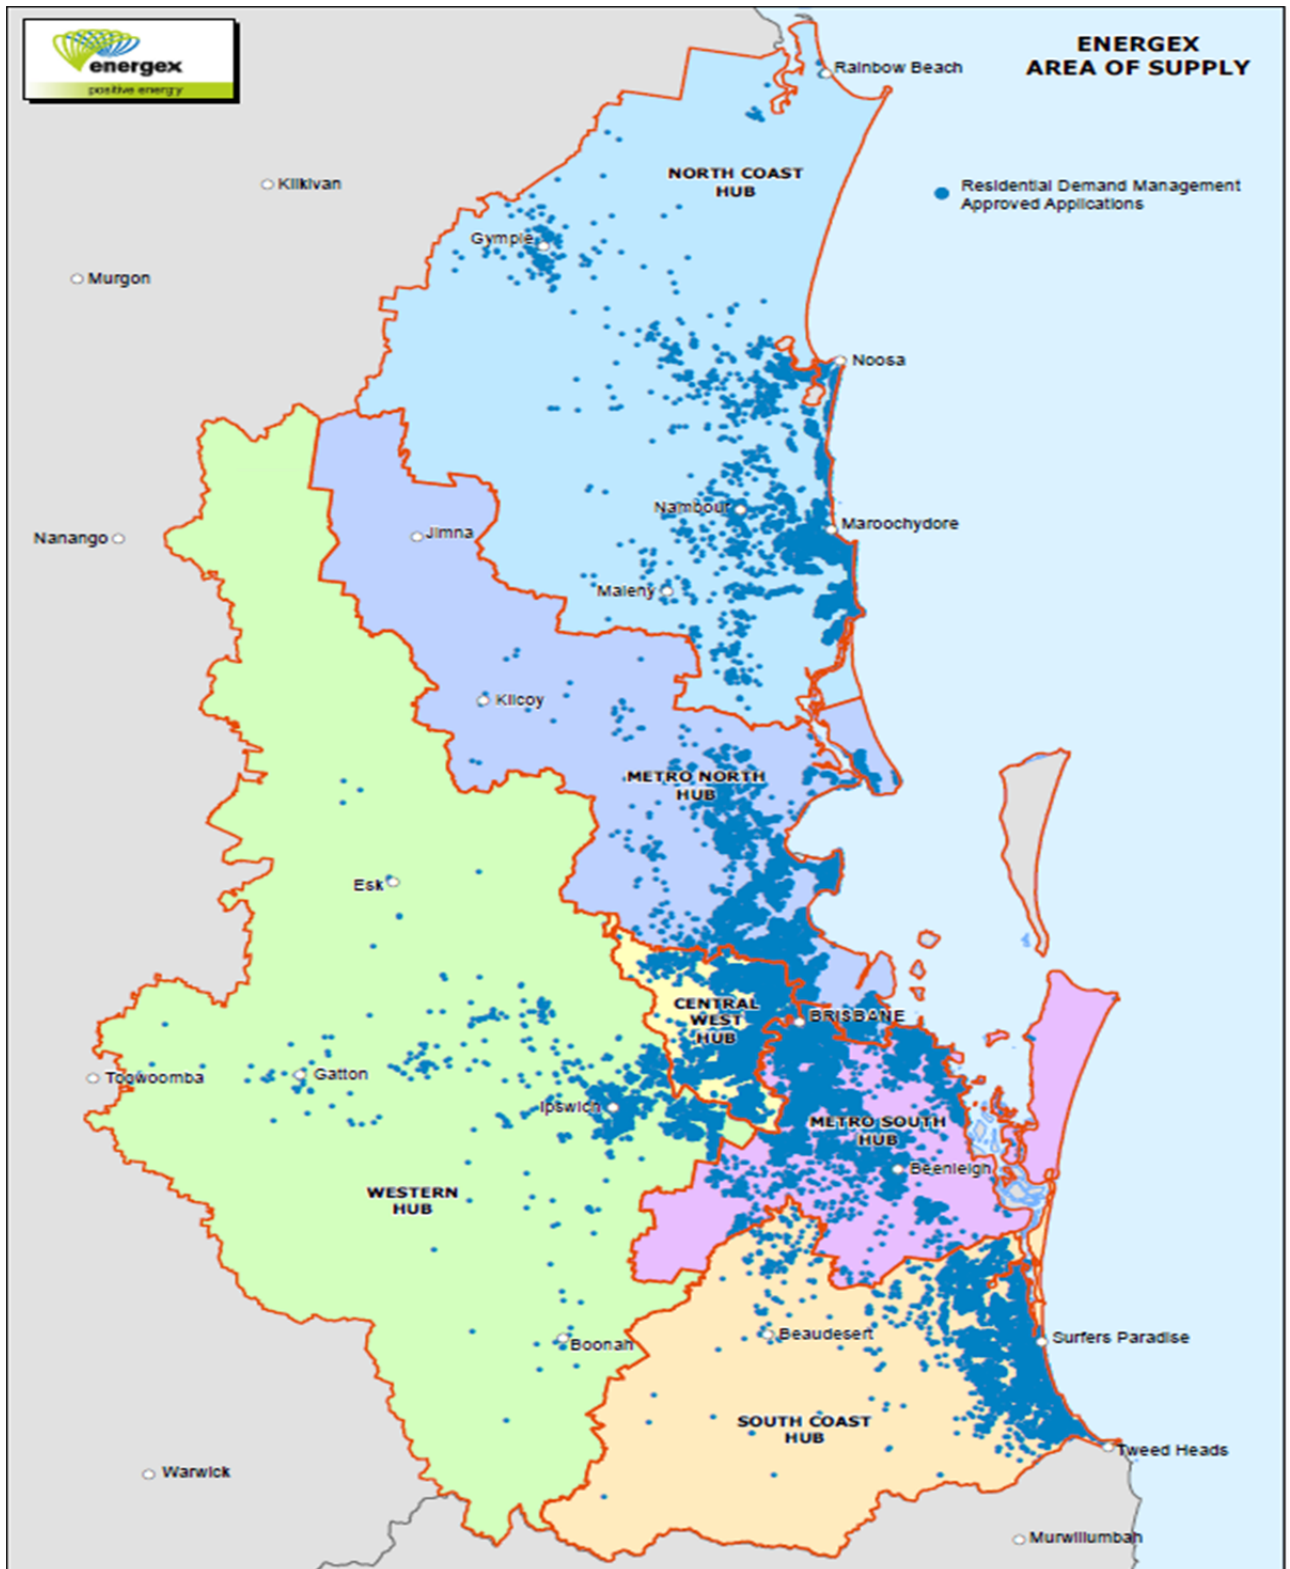 energex
positive energy
ENERGEX
AREA OF SUPPLY
Rainbow Beach
NORTH COAST
HUB
Kilkivan
Residential Demand Management
Approved Applications
Gympie
Murgon
Noosa
Nambour
Maroochydore
Jimna
Nanango
Maleny
Kilcoy
METRO NORTH
HUB
Esk
CENTRAL
WEST
HUB
BRISBANE
Toowoomba
Gatton
Ipswich
METRO SOUTH
HUB
Beenleigh
WESTERN
HUB
Beaudesert
Surfers Paradise
Boonah
SOUTH COAST
HUB
Tweed Heads
Warwick
Murwillumbah